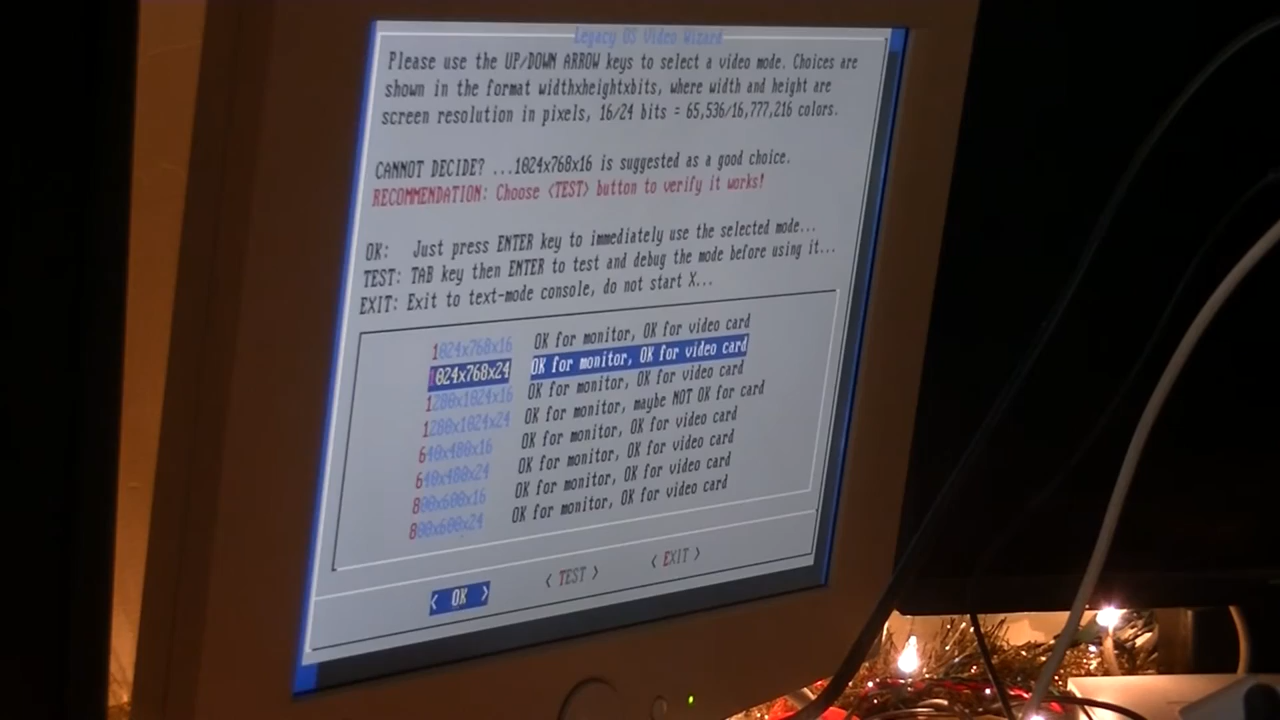 Legacy OS Video Wizard
Please use the UP/DOWN ARROW keys to select a video mode. Choices are
shown in the format widthxheightxbits, where width and height are
screen resolution in pixels, 16/24 bits = 65,536/16,777,216 colors.
CANNOT DECIDE? ...1024x768x16 is suggested as a good choice.
RECOMMENDATION: Choose <TEST> button to verify it works!
OK: Just press ENTER key to immediately use the selected mode...
TEST: TAB key then ENTER to test and debug the mode before using it...
EXIT: Exit to text-mode console, do not start X...
1024x768x16 OK for monitor, OK for video card
1024x768x24 OK for monitor, OK for video card
1280x1024x16 OK for monitor, OK for video card
1280x1024x24 OK for monitor, maybe NOT OK for card
640x480x16 OK for monitor, OK for video card
640x480x24 OK for monitor, OK for video card
800x600x16 OK for monitor, OK for video card
800x600x24 OK for monitor, OK for video card
< OK > < TEST > < EXIT >